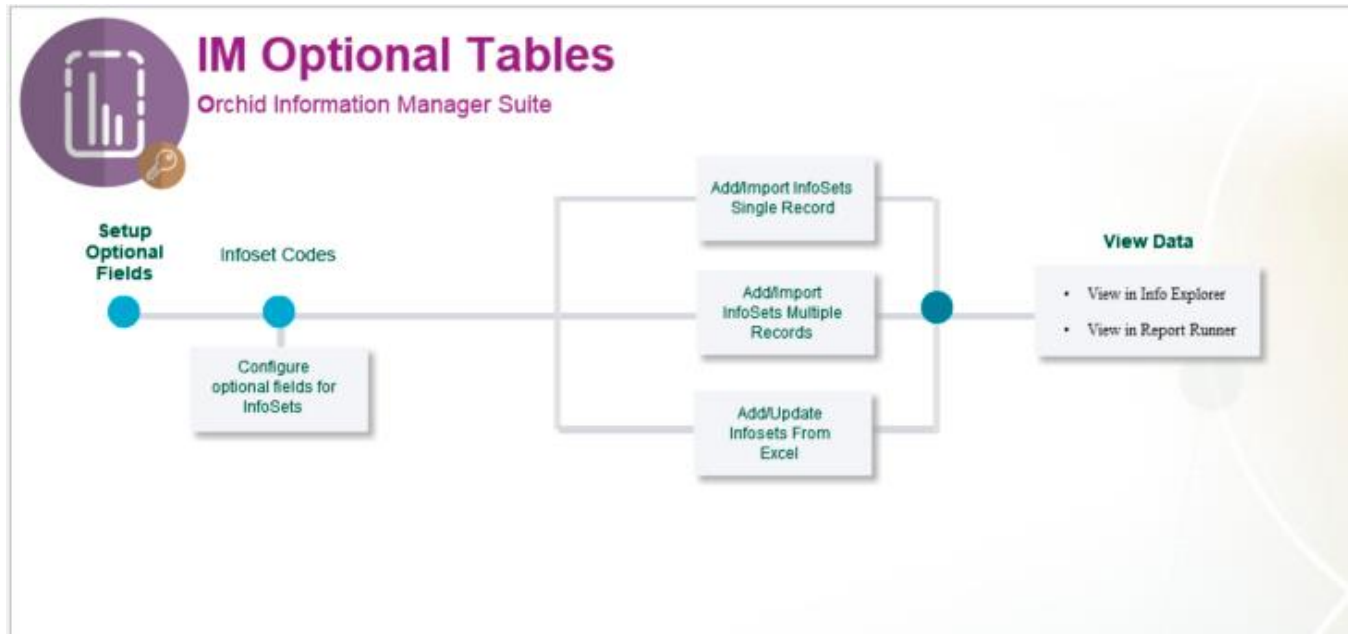 IM Optional Tables
Orchid Information Manager Suite
Setup
Optional
Fields
Infoset Codes
Configure
optional fields for
InfoSets
Add/Import InfoSets
Single Record
Add/Import
InfoSets Multiple
Records
Add/Update
Infosets From
Excel
View Data
• View in Info Explorer
• View in Report Runner